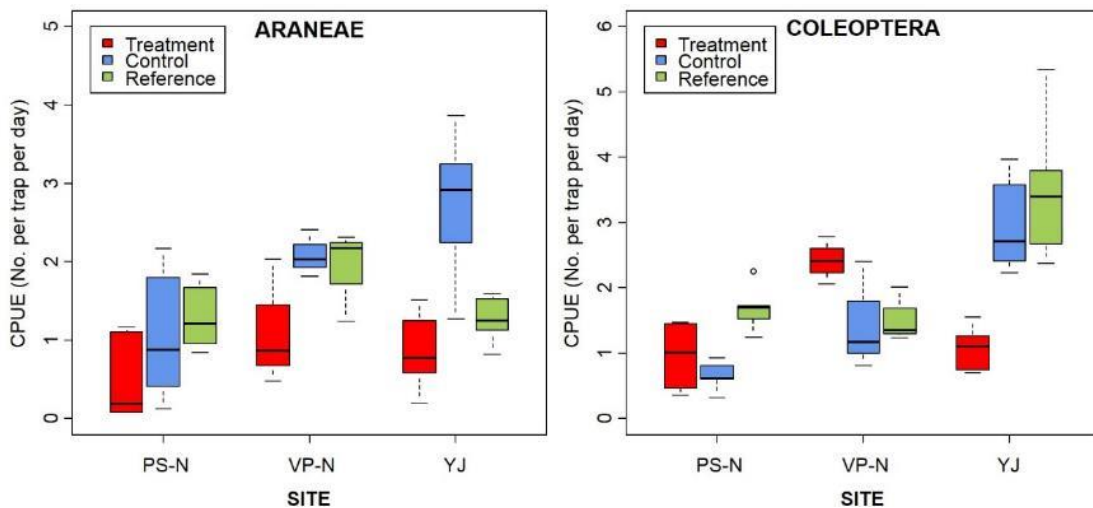 ARANEAE
Treatment
Control
Reference
CPUE (No. per trap per day)
5
4
3
2
1
0
PS-N VP-N YJ
SITE
COLEOPTERA
Treatment
Control
Reference
CPUE (No. per trap per day)
6
5
4
3
2
1
0
PS-N VP-N YJ
SITE